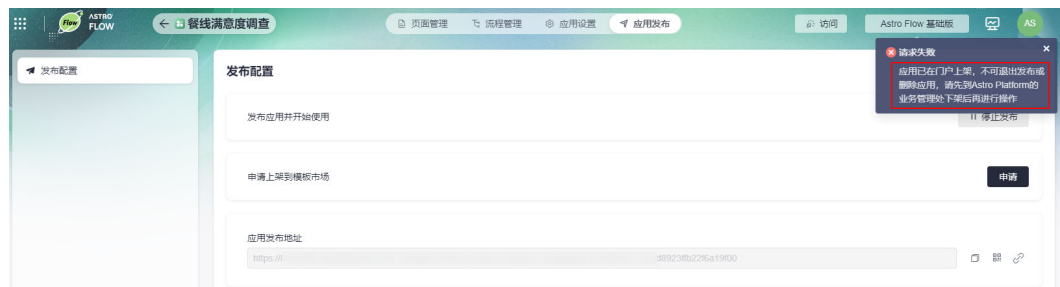 Flow ASTRO FLOW
餐线满意度调查
页面管理 流程管理 应用设置 应用发布
访问 Astro Flow 基础版 AS
请求失败
应用已在门户上架，不可退出发布或
删除应用，请先到Astro Platform的
业务管理处下架后再进行操作
发布配置
发布配置
发布应用并开始使用 停止发布
申请上架到模板市场 申请
应用发布地址
https://